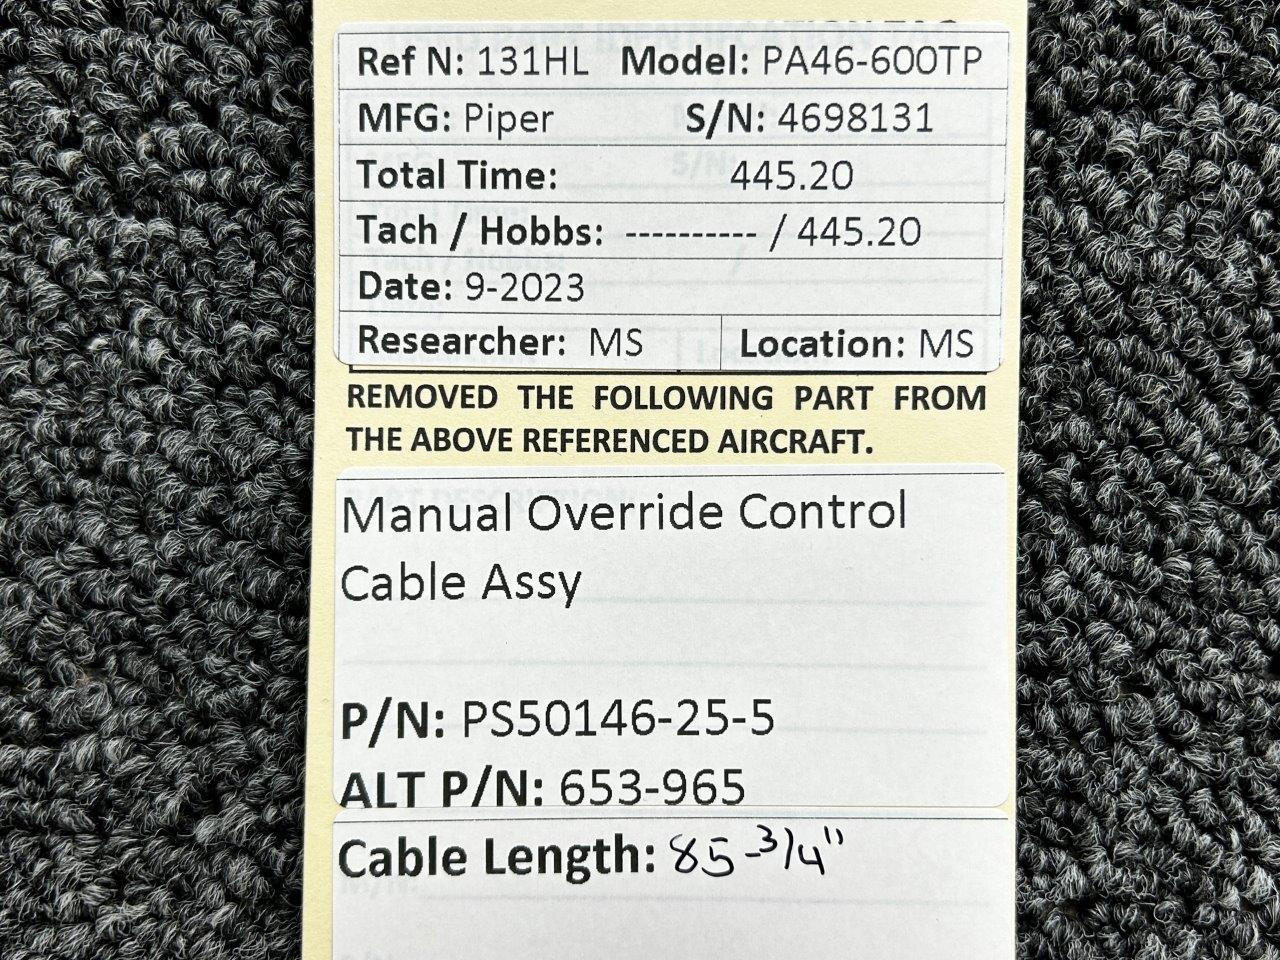 Ref N: 131HL Model: PA46-600TP
MFG: Piper S/N: 4698131
Total Time: 445.20
Tach / Hobbs: ---------- / 445.20
Date: 9-2023
Researcher: MS Location: MS
REMOVED THE FOLLOWING PART FROM
THE ABOVE REFERENCED AIRCRAFT.
Manual Override Control
Cable Assy
P/N: PS50146-25-5
ALT P/N: 653-965
Cable Length: 85-3/4"